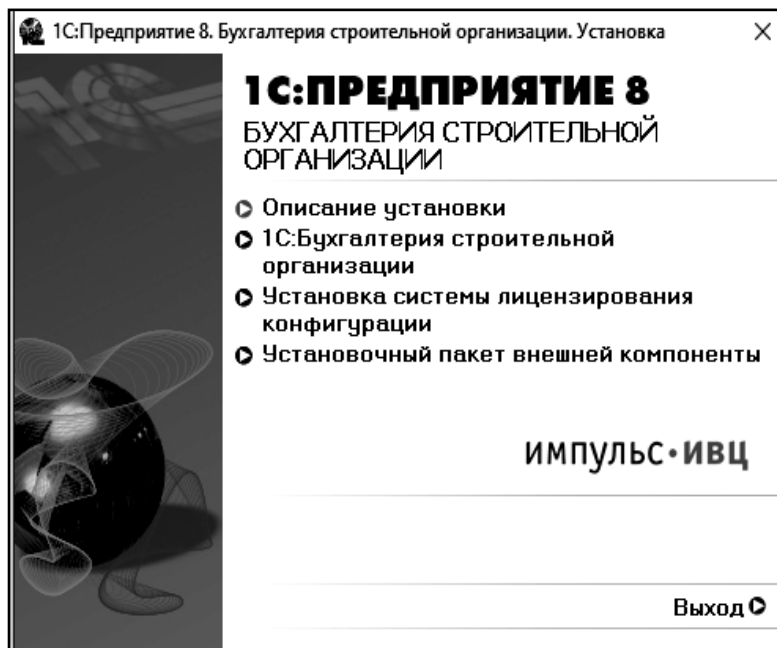 1С:Предприятие 8. Бухгалтерия строительной организации. Установка
1С:ПРЕДПРИЯТИЕ 8
БУХГАЛТЕРИЯ СТРОИТЕЛЬНОЙ
ОРГАНИЗАЦИИ
Описание установки
1С:Бухгалтерия строительной
организации
Установка системы лицензирования
конфигурации
Установочный пакет внешней компоненты
ИМПУЛЬС·ИВЦ
Выход